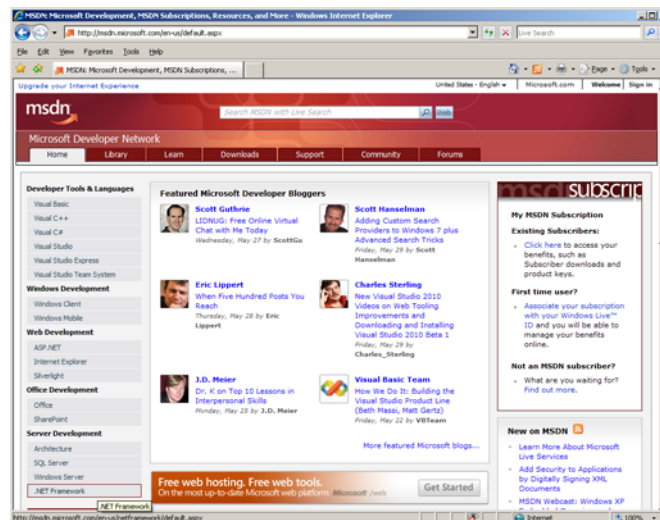 MSDN: Microsoft Development, MSDN Subscriptions, Resources, and More - Windows Internet Explorer
http://msdn.microsoft.com/en-us/default.aspx
Live Search
File Edit View Favorites Tools Help
MSDN: Microsoft Development, MSDN Subscriptions, ...
Page Tools
Upgrade your Internet Experience
United States - English Microsoft.com Welcome Sign in
msdn
Search MSDN with Live Search
Web
Microsoft Developer Network
Home Library Learn Downloads Support Community Forums
Developer Tools & Languages
Visual Basic
Visual C++
Visual C#
Visual Studio
Visual Studio Express
Visual Studio Team System
Windows Development
Windows Client
Windows Mobile
Web Development
ASP.NET
Internet Explorer
Silverlight
Office Development
Office
SharePoint
Server Development
Architecture
SQL Server
Windows Server
.NET Framework
.NET Framework
Featured Microsoft Developer Bloggers
Scott Guthrie
LIDNUG: Free Online Virtual
Chat with Me Today
Wednesday, May 27 by ScottGu
Scott Hanselman
Adding Custom Search
Providers to Windows 7 plus
Advanced Search Tricks
Friday, May 29 by Scott
Hanselman
Eric Lippert
When Five Hundred Posts You
Reach
Thursday, May 28 by Eric
Lippert
Charles Sterling
New Visual Studio 2010
Videos on Web Tooling
Improvements and
Downloading and Installing
Visual Studio 2010 Beta 1
Friday, May 29 by
Charles_Sterling
J.D. Meier
Dr. K on Top 10 Lessons in
Interpersonal Skills
Monday, May 25 by J.D. Meier
Visual Basic Team
How We Do It: Building the
Visual Studio Product Line
(Beth Massi, Matt Gertz)
Friday, May 22 by VBTeam
More featured Microsoft blogs...
Free web hosting. Free web tools.
On the most up-to-date Microsoft web platform Microsoft /web
Get Started
msdn subscrip
My MSDN Subscription
Existing Subscribers:
Click here to access your
benefits, such as
Subscriber downloads and
product keys.
First time user?
Associate your subscription
with your Windows Live™
ID and you will be able to
manage your benefits
online.
Not an MSDN subscriber?
What are you waiting for?
Find out more.
New on MSDN
Learn More About Microsoft
Live Services
Add Security to Applications
by Digitally Signing XML
Documents
MSDN Webcast: Windows XP
http://msdn.microsoft.com/en-us/netframework/default.aspx
Internet 100%